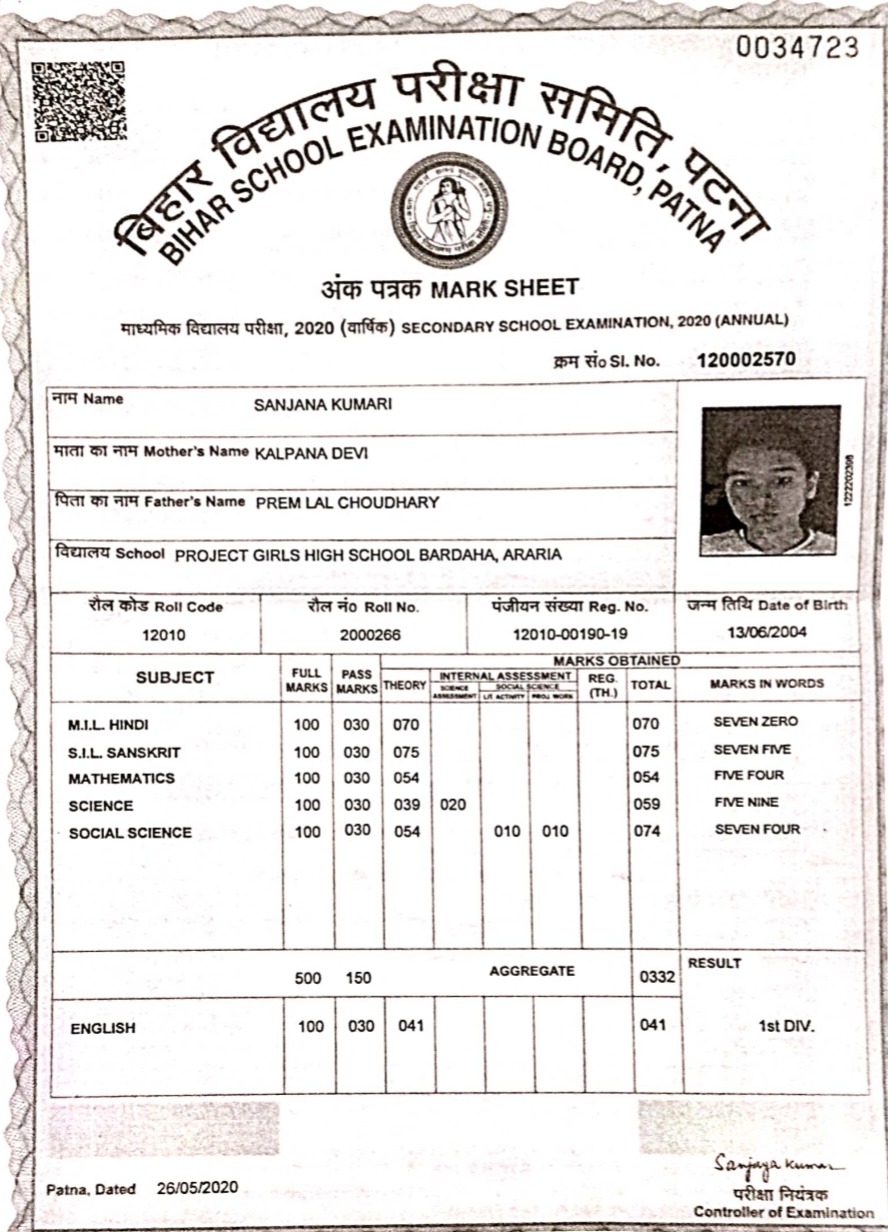 0034723
बिहार विद्यालय परीक्षा समिति, पटना
BIHAR SCHOOL EXAMINATION BOARD, PATNA
अंक पत्रक MARK SHEET
माध्यमिक विद्यालय परीक्षा, 2020 (वार्षिक) SECONDARY SCHOOL EXAMINATION, 2020 (ANNUAL)
क्रम सं० Sl. No. 120002570
नाम Name SANJANA KUMARI
माता का नाम Mother's Name KALPANA DEVI
पिता का नाम Father's Name PREM LAL CHOUDHARY
1222202398
विद्यालय School PROJECT GIRLS HIGH SCHOOL BARDAHA, ARARIA
रौल कोड Roll Code रौल नं० Roll No. पंजीयन संख्या Reg. No. जन्म तिथि Date of Birth
12010 2000266 12010-00190-19 13/06/2004
SUBJECT FULL MARKS PASS MARKS MARKS OBTAINED
THEORY INTERNAL ASSESSMENT REG. (TH.) TOTAL MARKS IN WORDS
SCIENCE ASSESSMENT SOCIAL SCIENCE
LIT ACTIVITY PROJ WORK
M.I.L. HINDI 100 030 070 070 SEVEN ZERO
S.I.L. SANSKRIT 100 030 075 075 SEVEN FIVE
MATHEMATICS 100 030 054 054 FIVE FOUR
SCIENCE 100 030 039 020 059 FIVE NINE
SOCIAL SCIENCE 100 030 054 010 010 074 SEVEN FOUR
500 150 AGGREGATE 0332 RESULT
ENGLISH 100 030 041 041 1st DIV.
Sanjaya Kumar
Patna, Dated 26/05/2020
परीक्षा नियंत्रक
Controller of Examination